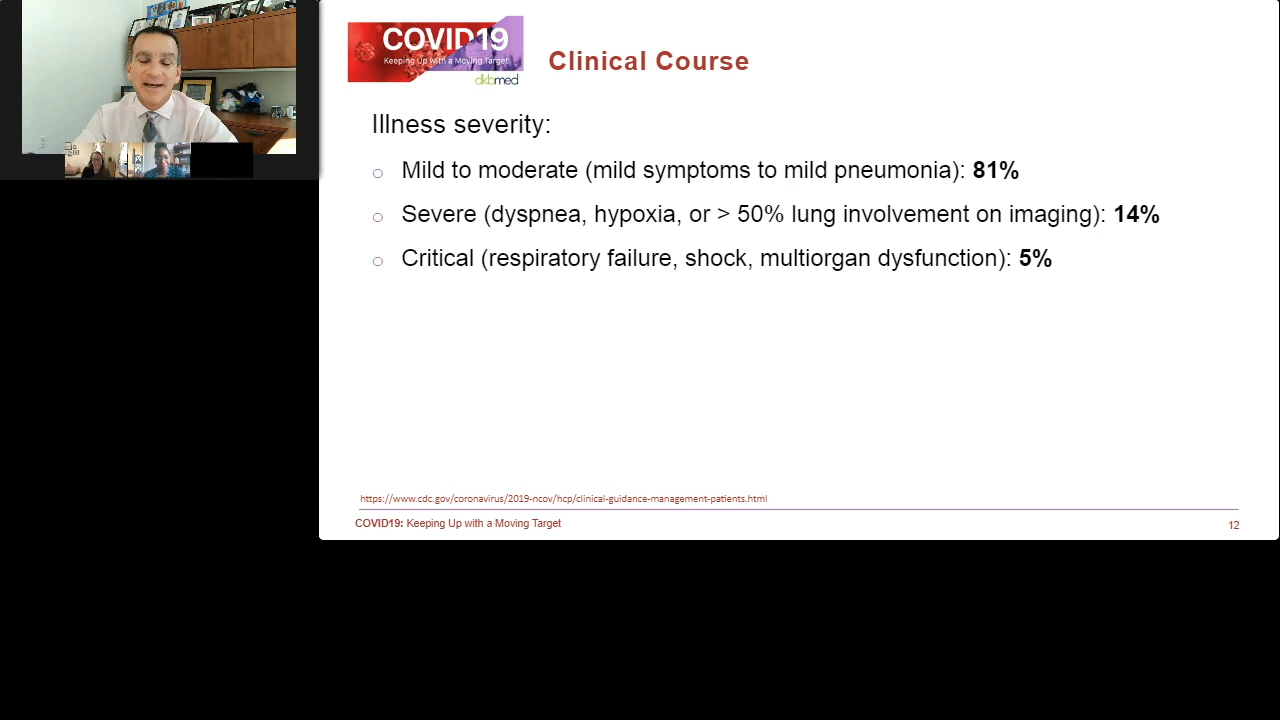 COVID19
Keeping Up with a Moving Target
dkbmed
Clinical Course
Illness severity:
Mild to moderate (mild symptoms to mild pneumonia): 81%
Severe (dyspnea, hypoxia, or > 50% lung involvement on imaging): 14%
Critical (respiratory failure, shock, multiorgan dysfunction): 5%
https://www.cdc.gov/coronavirus/2019-ncov/hcp/clinical-guidance-management-patients.html
COVID19: Keeping Up with a Moving Target
12